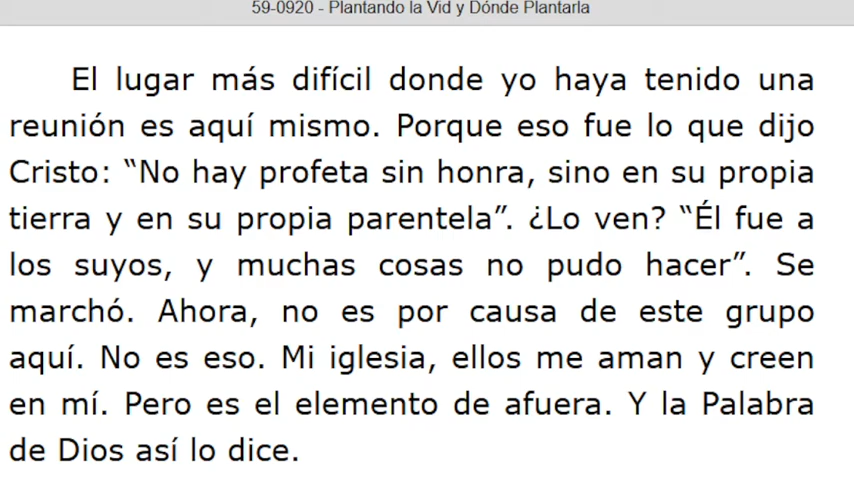 59-0920 - Plantando la Vid y Dónde Plantarla
El lugar más difícil donde yo haya tenido una
reunión es aquí mismo. Porque eso fue lo que dijo
Cristo: “No hay profeta sin honra, sino en su propia
tierra y en su propia parentela”. ¿Lo ven? “Él fue a
los suyos, y muchas cosas no pudo hacer”. Se
marchó. Ahora, no es por causa de este grupo
aquí. No es eso. Mi iglesia, ellos me aman y creen
en mí. Pero es el elemento de afuera. Y la Palabra
de Dios así lo dice.